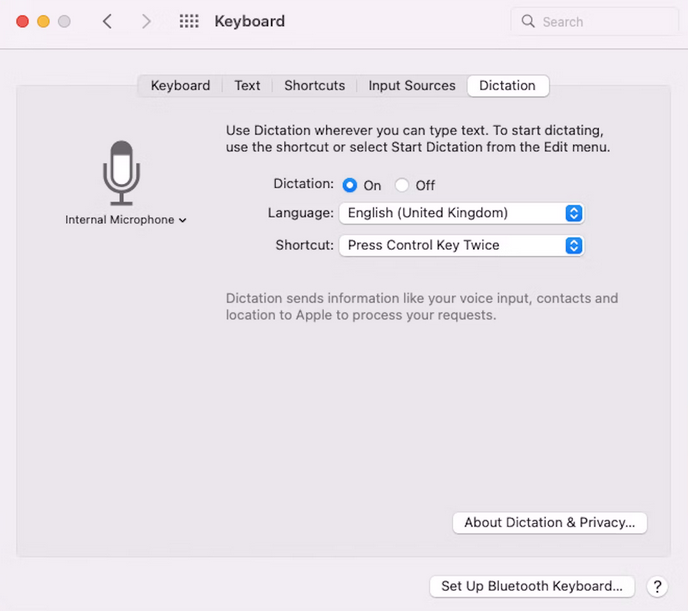 Keyboard
Search
Keyboard Text Shortcuts Input Sources Dictation
Use Dictation wherever you can type text. To start dictating,
use the shortcut or select Start Dictation from the Edit menu.
Internal Microphone
Dictation: On Off
Language: English (United Kingdom)
Shortcut: Press Control Key Twice
Dictation sends information like your voice input, contacts and
location to Apple to process your requests.
About Dictation & Privacy...
Set Up Bluetooth Keyboard... ?